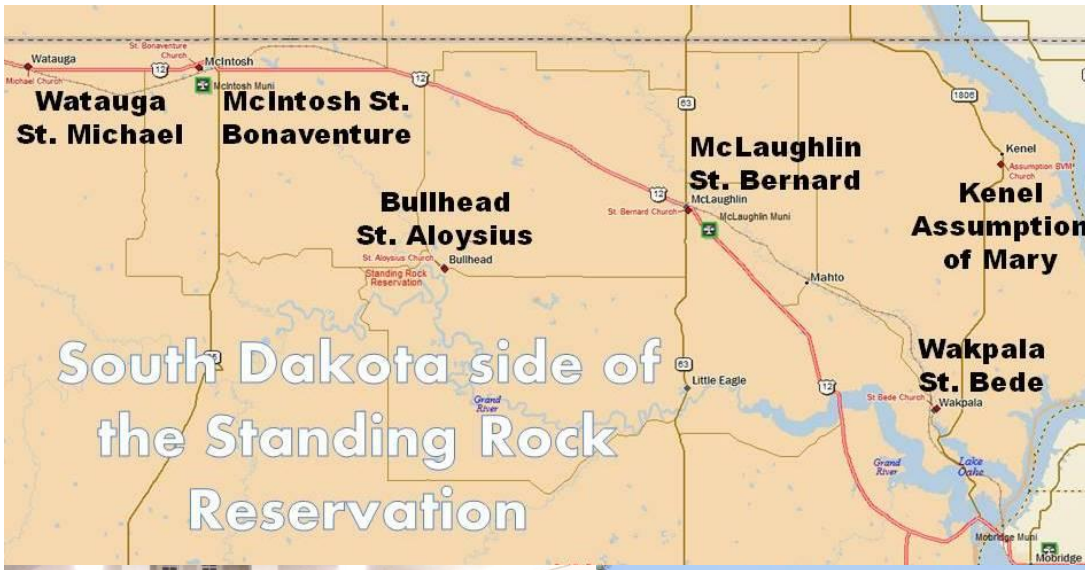 Watauga
Michael Church
Watauga
St. Michael
St. Bonaventure
Church
McIntosh
12
McIntosh Muni
McIntosh St.
Bonaventure
12
63
1806
Kenel
Assumption BVM
Church
Kenel
Assumption
of Mary
McLaughlin
St. Bernard
12
McLaughlin
St. Bernard Church
McLaughlin Muni
Bullhead
St. Aloysius
St. Aloysius Church
Bullhead
Standing Rock
Reservation
Mahto
Wakpala
St. Bede
St Bede Church
Wakpala
63
Little Eagle
12
Grand
River
Grand
River
Lake
Oahe
Mobridge Muni
Mobridge
South Dakota side of
the Standing Rock
Reservation